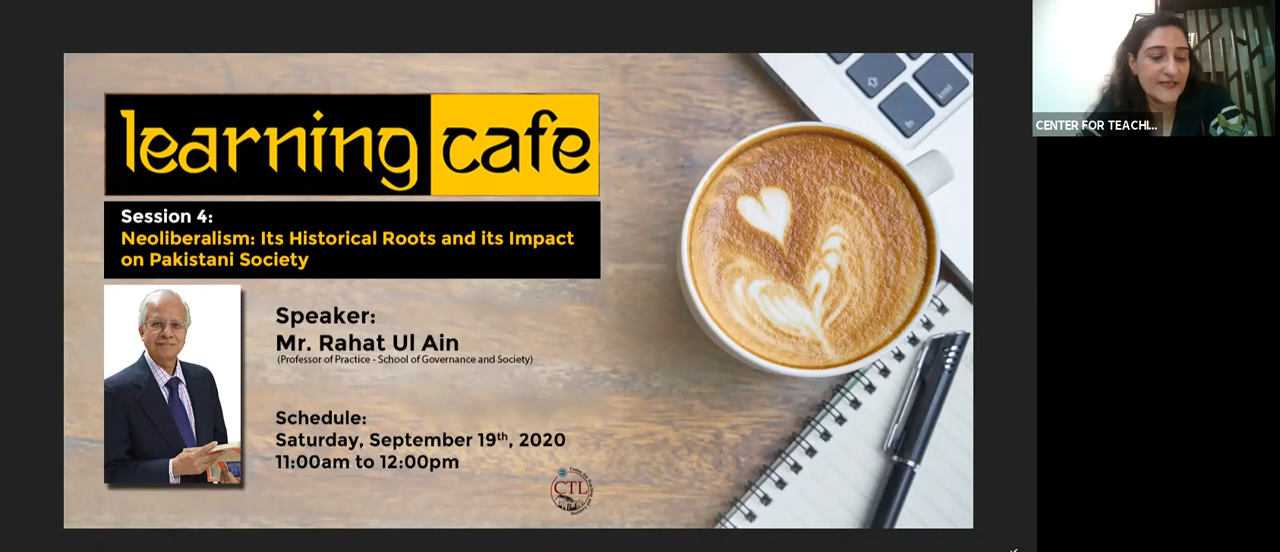 learning cafe
Session 4:
Neoliberalism: Its Historical Roots and its Impact
on Pakistani Society
Speaker:
Mr. Rahat Ul Ain
(Professor of Practice - School of Governance and Society)
Schedule:
Saturday, September 19th, 2020
11:00am to 12:00pm
CTL
fn
CENTER FOR TEACHI...